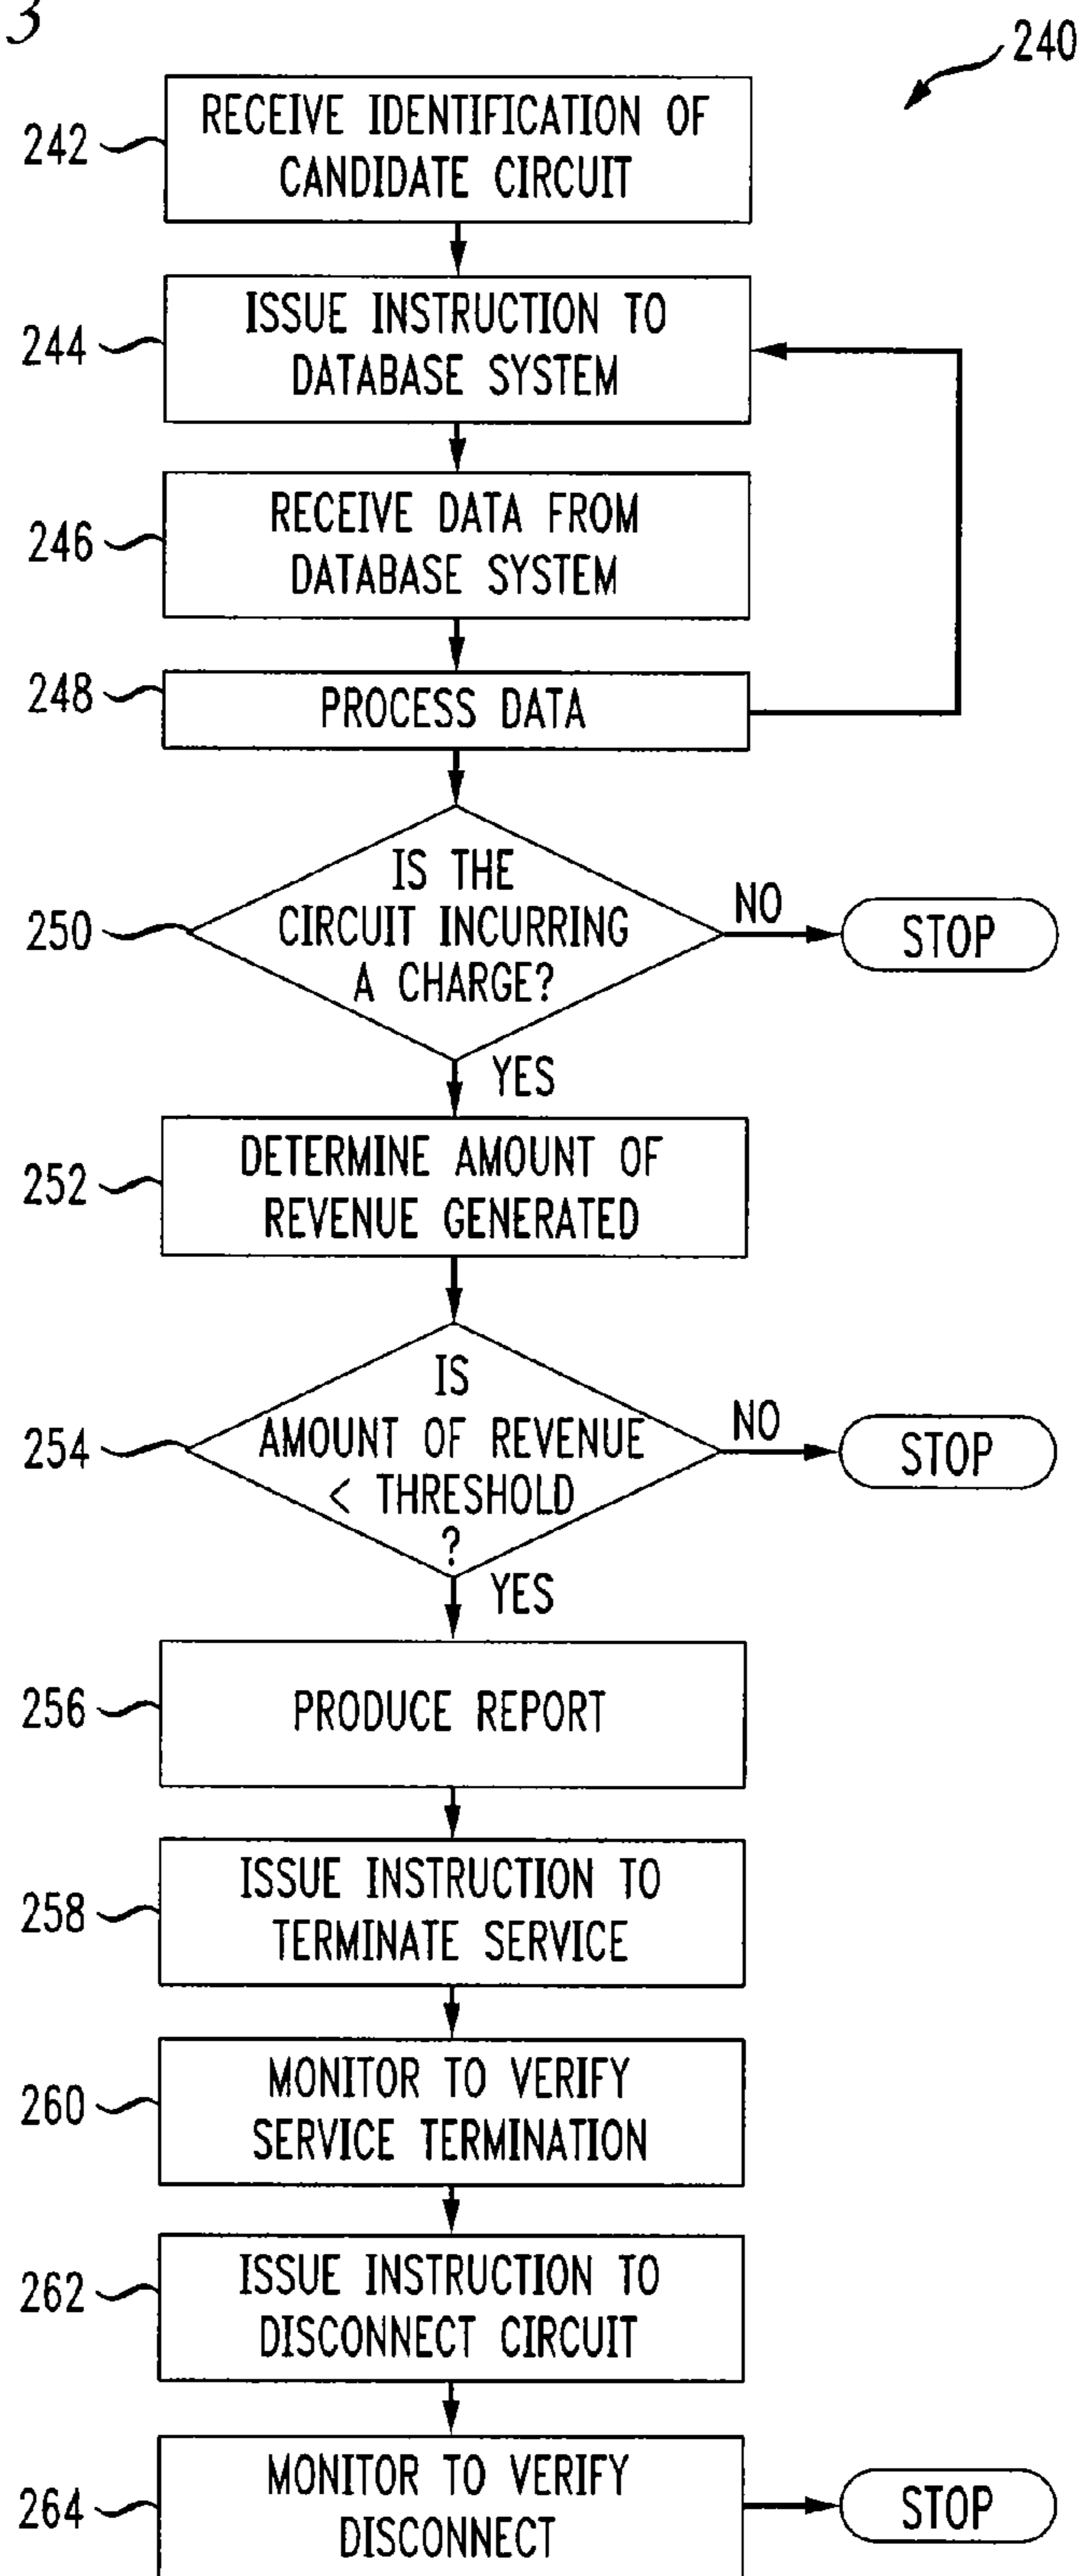 3
240
242
RECEIVE IDENTIFICATION OF
CANDIDATE CIRCUIT
244
ISSUE INSTRUCTION TO
DATABASE SYSTEM
246
RECEIVE DATA FROM
DATABASE SYSTEM
248
PROCESS DATA
250
IS THE
CIRCUIT INCURRING
A CHARGE?
NO
STOP
YES
252
DETERMINE AMOUNT OF
REVENUE GENERATED
254
IS
AMOUNT OF REVENUE
< THRESHOLD
?
NO
STOP
YES
256
PRODUCE REPORT
258
ISSUE INSTRUCTION TO
TERMINATE SERVICE
260
MONITOR TO VERIFY
SERVICE TERMINATION
262
ISSUE INSTRUCTION TO
DISCONNECT CIRCUIT
264
MONITOR TO VERIFY
DISCONNECT
STOP